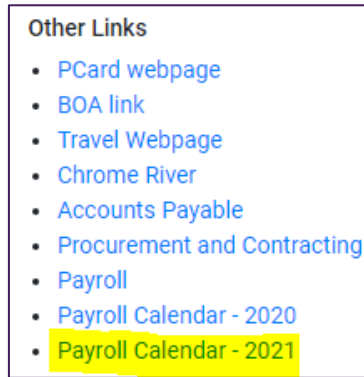 Other Links
PCard webpage
BOA link
Travel Webpage
Chrome River
Accounts Payable
Procurement and Contracting
Payroll
Payroll Calendar - 2020
Payroll Calendar - 2021